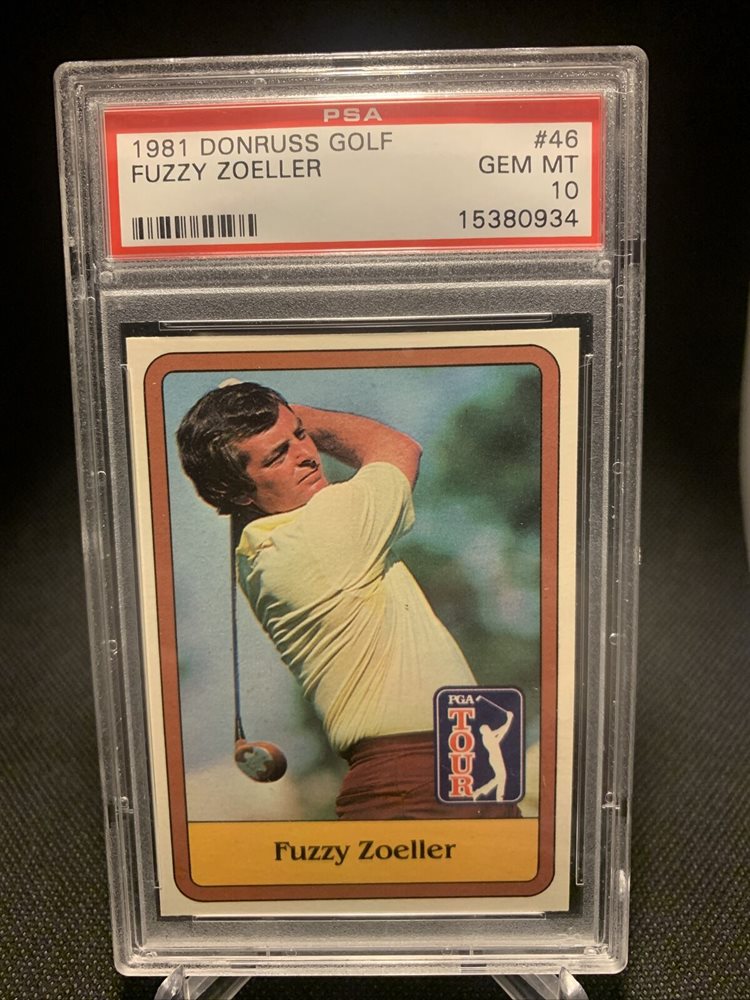 PSA
1981 DONRUSS GOLF #46
FUZZY ZOELLER GEM MT
10
15380934
PGA
TOUR
Fuzzy Zoeller